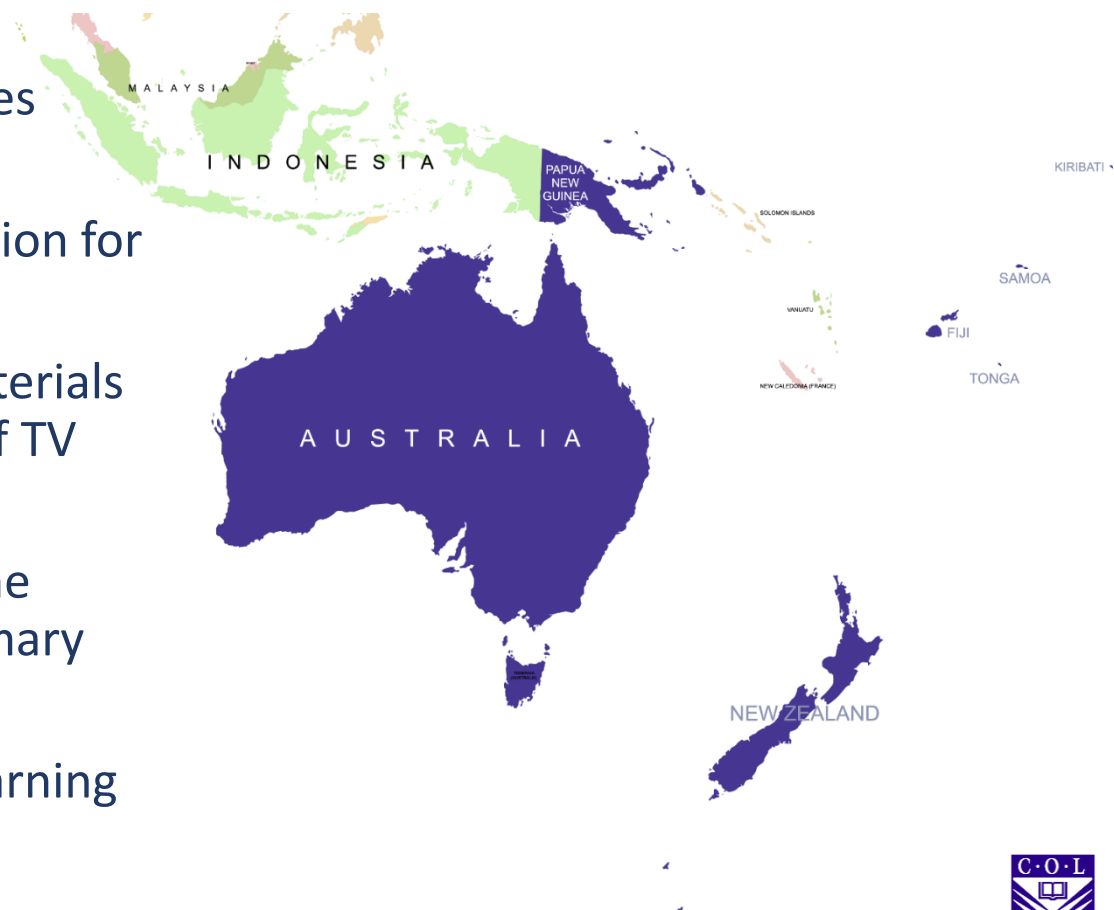 es
ion for
terials
f TV
ne
nary
arning
MALAYSIA
INDONESIA
PAPUA
NEW
GUINEA
KIRIBATI
SOLOMON ISLANDS
SAMOA
VANUATU
FIJI
TONGA
NEW CALEDONIA (FRANCE)
AUSTRALIA
NEW ZEALAND
C·O·L